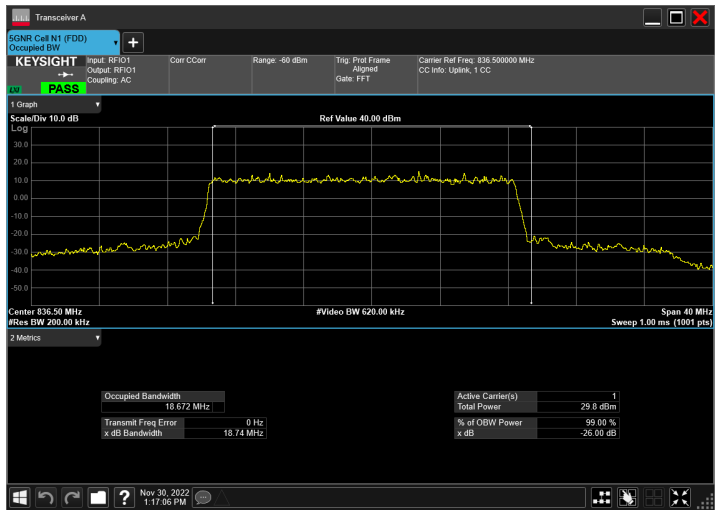 Transceiver A
5GNR Cell N1 (FDD)
Occupied BW
KEYSIGHT
LXI
PASS
Input: RFIO1
Output: RFIO1
Coupling: AC
Corr CCorr
Range: -60 dBm
Trig: Prot Frame
Aligned
Gate: FFT
Carrier Ref Freq: 836.500000 MHz
CC Info: Uplink, 1 CC
1 Graph
Scale/Div 10.0 dB
Ref Value 40.00 dBm
Log
30.0
20.0
10.0
0.00
-10.0
-20.0
-30.0
-40.0
-50.0
Center 836.50 MHz
#Video BW 620.00 kHz
Span 40 MHz
#Res BW 200.00 kHz
Sweep 1.00 ms (1001 pts)
2 Metrics
Occupied Bandwidth
18.672 MHz
Transmit Freq Error 0 Hz
x dB Bandwidth 18.74 MHz
Active Carrier(s) 1
Total Power 29.8 dBm
% of OBW Power 99.00 %
x dB -26.00 dB
Nov 30, 2022
1:17:06 PM